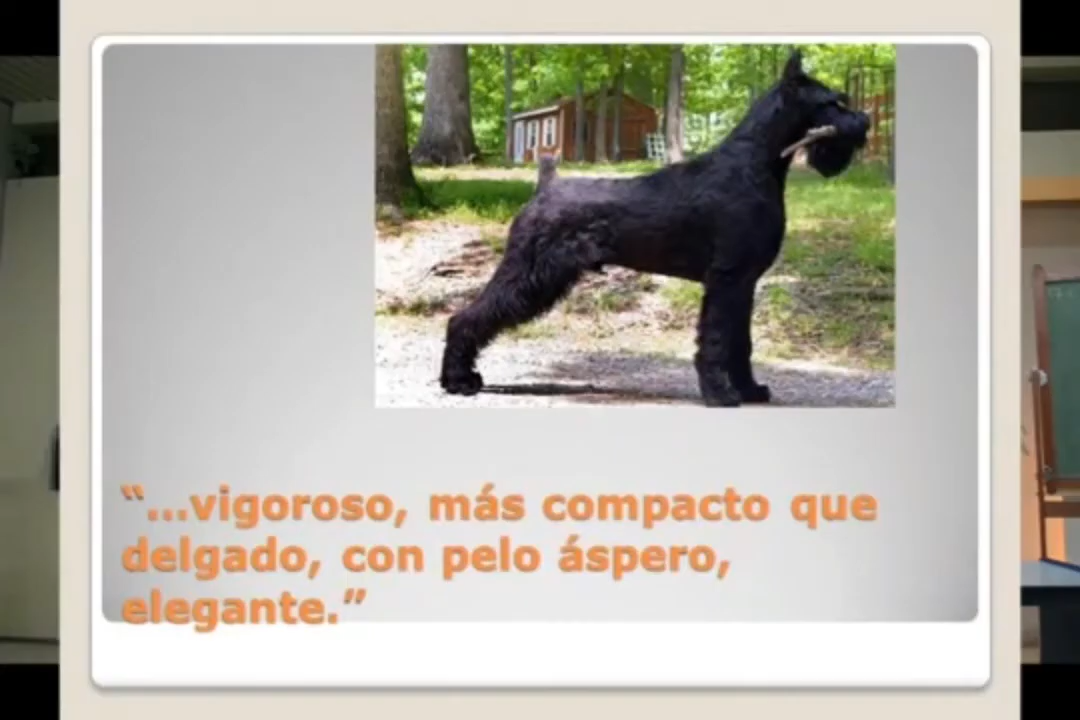 “...vigoroso, más compacto que
delgado, con pelo áspero,
elegante.”